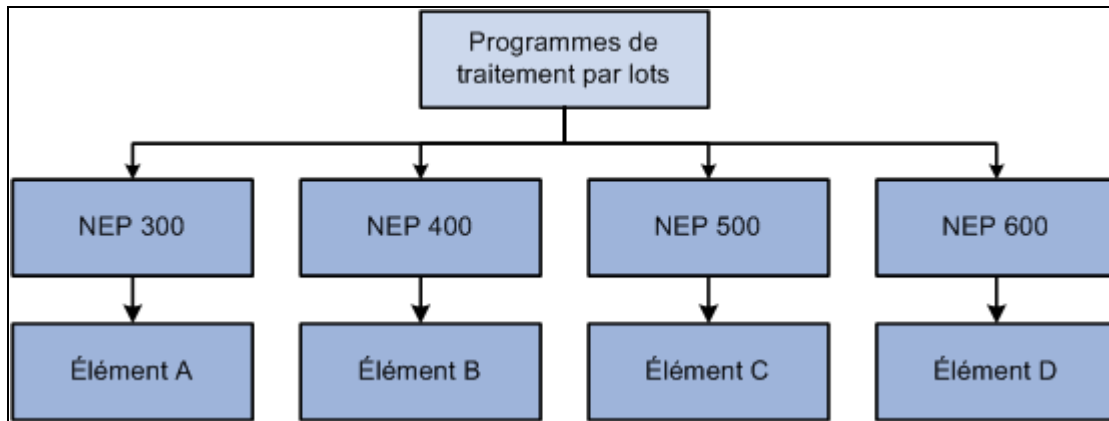 Programmes de
traitement par lots
NEP 300
NEP 400
NEP 500
NEP 600
Élément A
Élément B
Élément C
Élément D